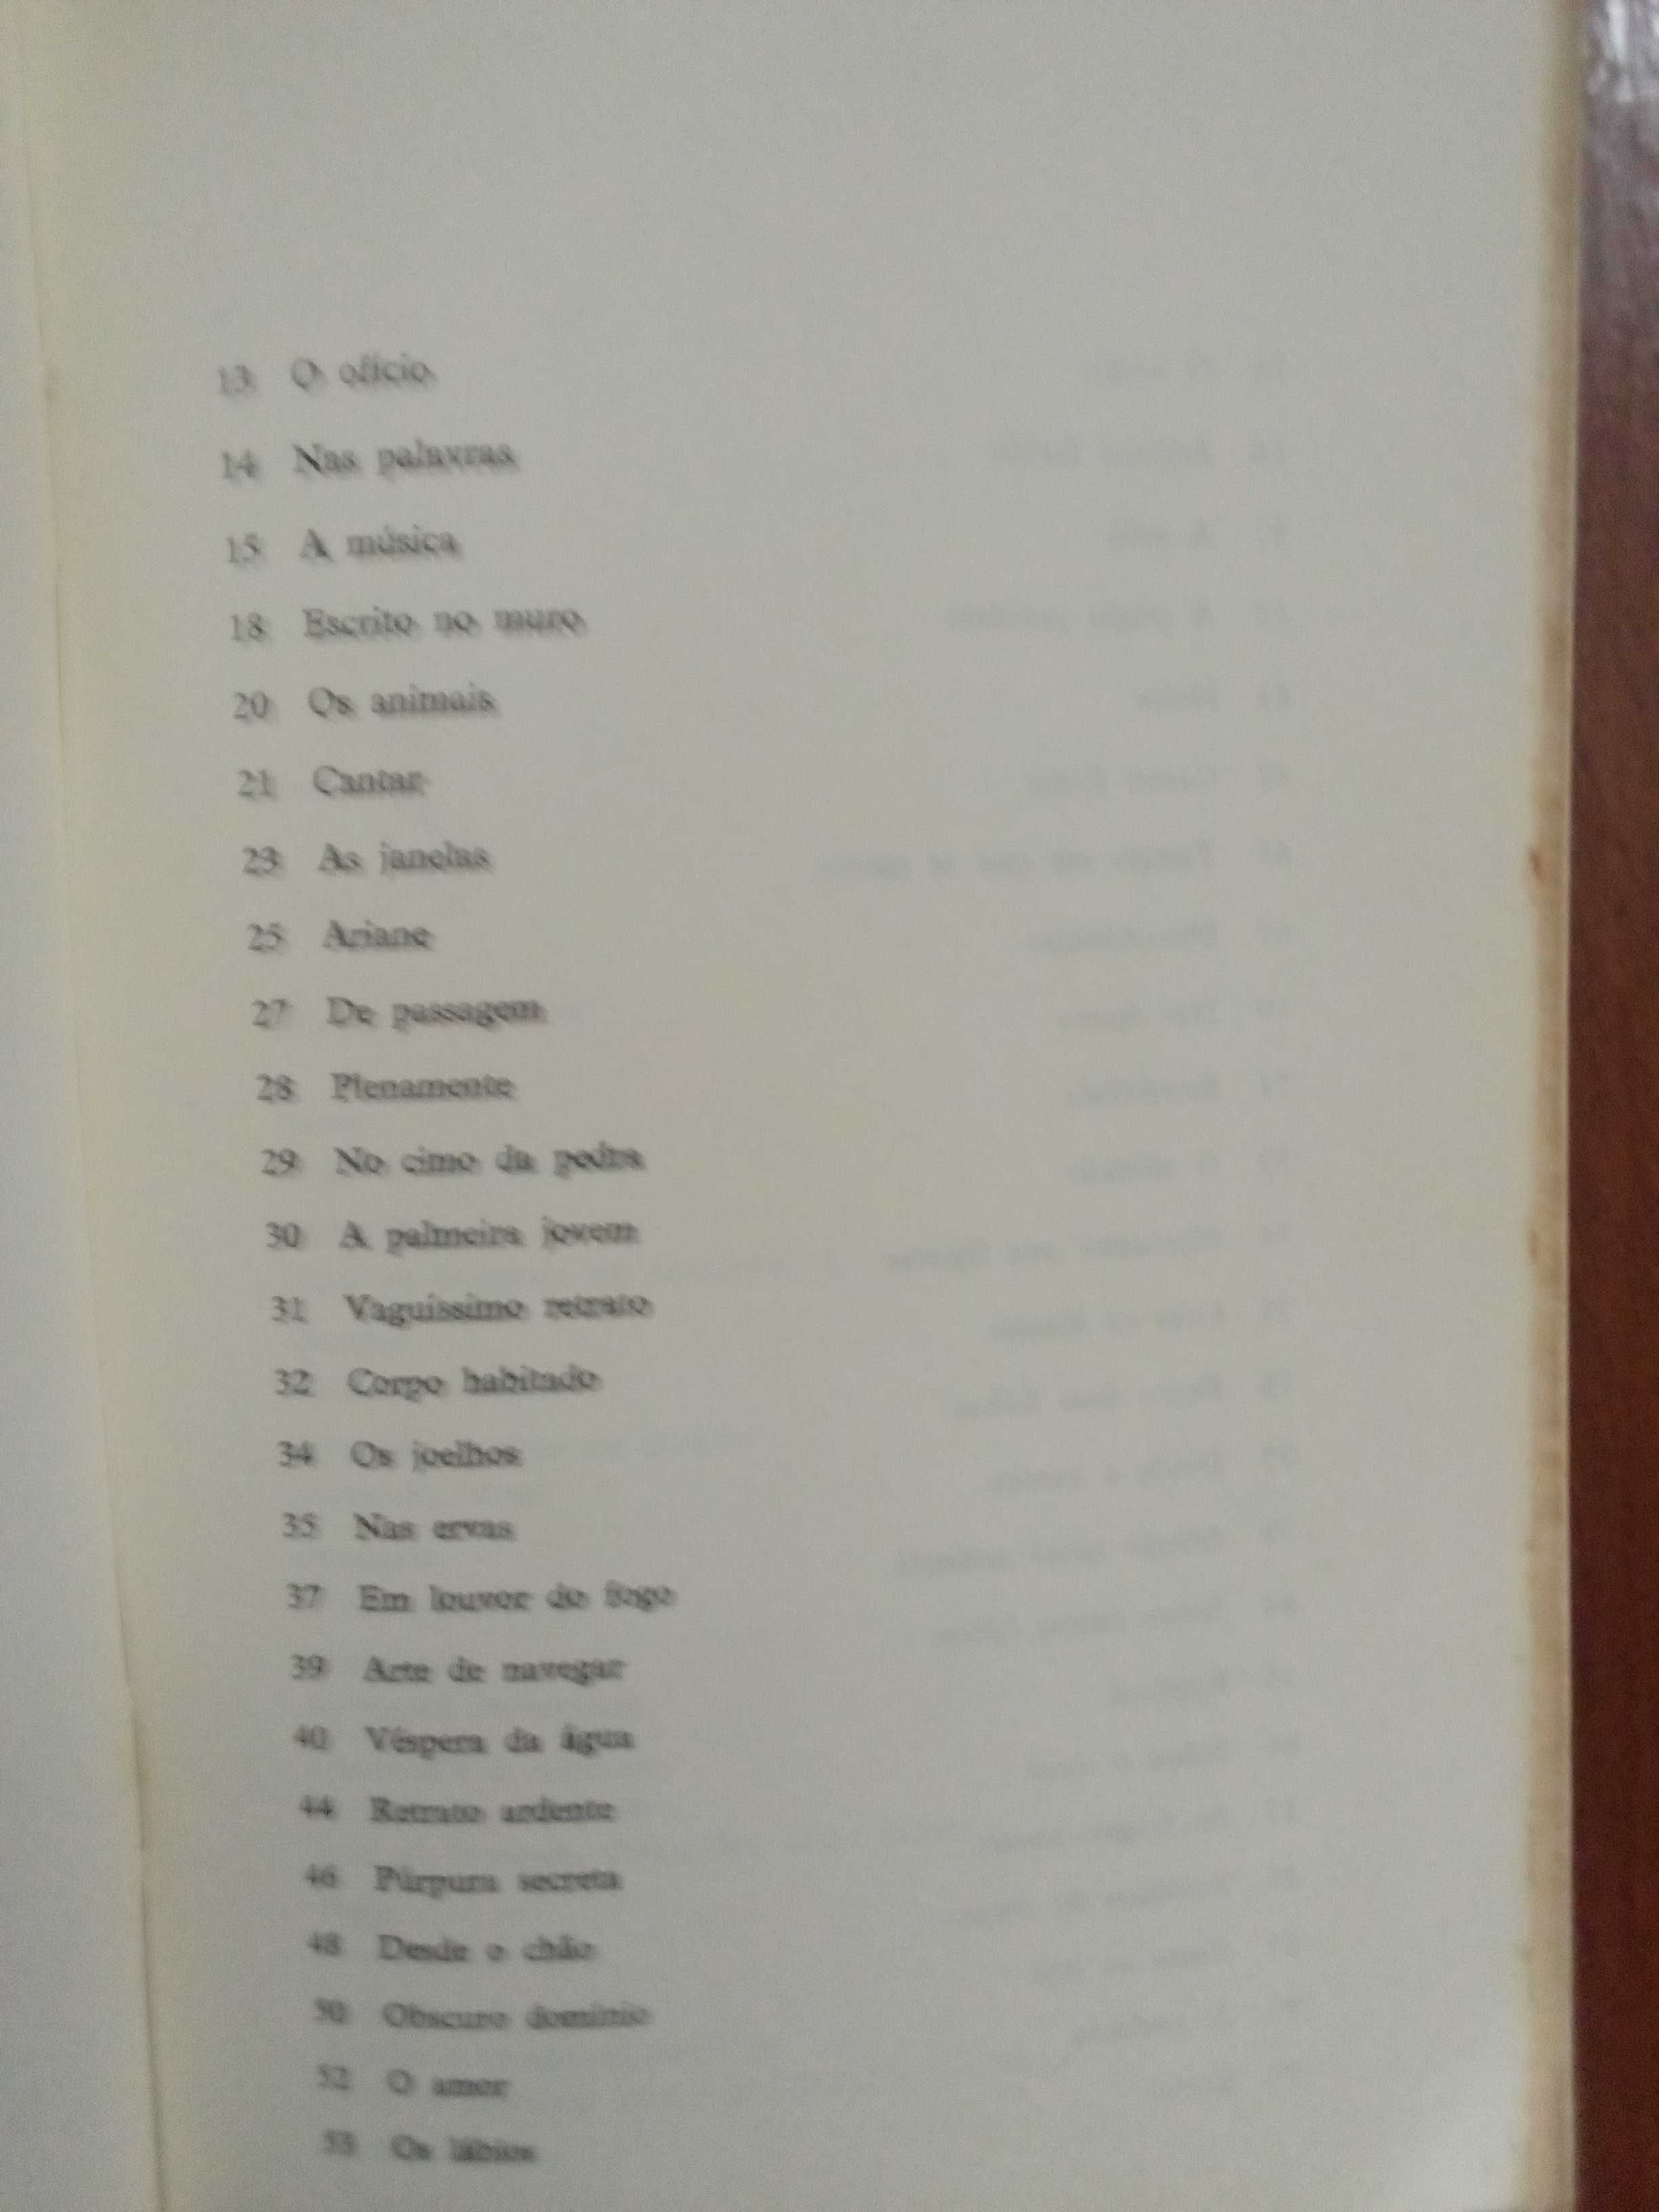 13 O ofício
14 Nas palavras
15 A música
18 Escrito no muro
20 Os animais
21 Cantar
23 As janelas
25 Ariane
27 De passagem
28 Plenamente
29 No cimo da pedra
30 A palmeira jovem
31 Vaguíssimo retrato
32 Corpo habitado
34 Os joelhos
35 Nas ervas
37 Em louvor do fogo
39 Arte de navegar
40 Véspera da água
44 Retrato ardente
46 Púrpura secreta
48 Desde o chão
50 Obscuro domínio
52 O amor
53 Os lábios